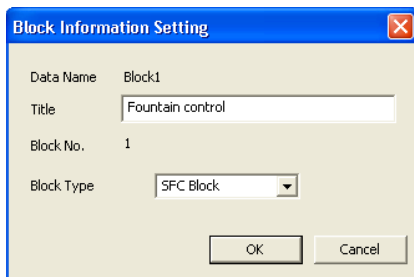 Block Information Setting
Data Name Block1
Title Fountain control
Block No. 1
Block Type SFC Block
OK Cancel